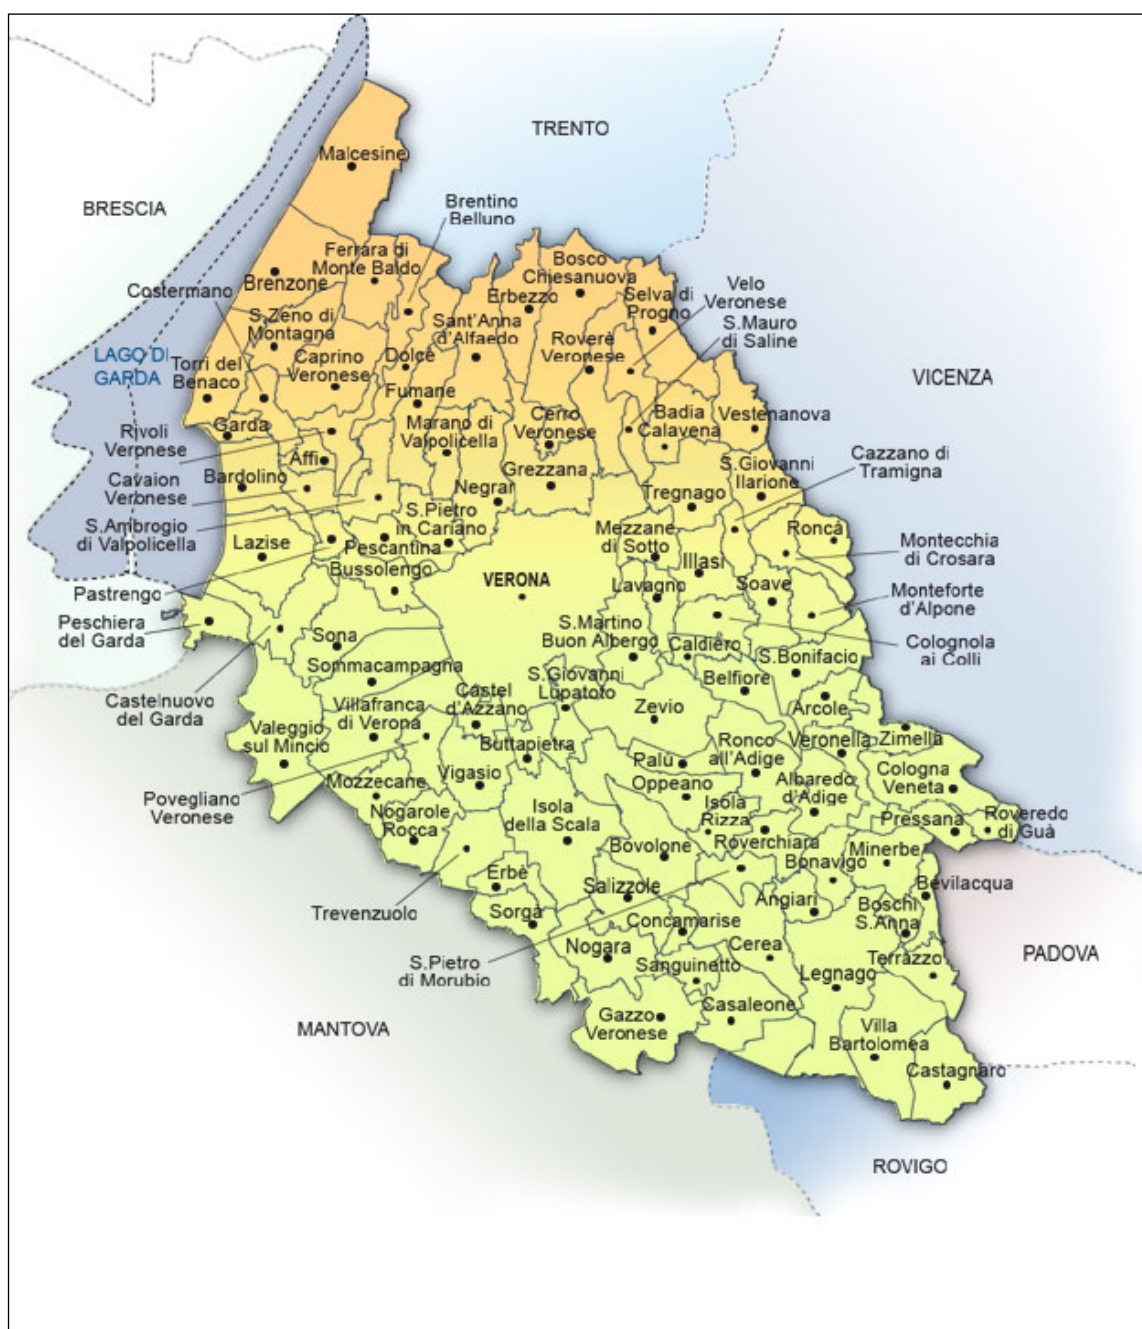 TRENTO
Malcesine
BRESCIA
Brentino
Belluno
Ferrara di
Monte Baldo
Bosco
Chiesanuova
Costermano
Brenzone
Erbezzo
Selva di
Progno
Velo
Veronese
S.Zeno di
Montagna
Sant'Anna
d'Alfaedo
Roverè
Veronese
S.Mauro
di Saline
LAGO DI
GARDA
Torri del
Benaco
Caprino
Veronese
Dolcè
VICENZA
Fumane
Garda
Marano di
Valpolicella
Cerro
Veronese
Badia
Calavena
Vestenanova
Rivoli
Veronese
Affi
Cavaion
Veronese
Bardolino
Negrar
Grezzana
Tregnago
S.Giovanni
Ilarione
Cazzano di
Tramigna
S.Ambrogio
di Valpolicella
S.Pietro
in Cariano
Lazise
Pescantina
Mezzane
di Sotto
Roncà
Montecchia
di Crosara
Pastrengo
Bussolengo
VERONA
Illasi
Lavagno
Soave
Monteforte
d'Alpone
Peschiera
del Garda
Sona
S.Martino
Buon Albergo
Caldiero
Colognola
ai Colli
Sommacampagna
S.Bonifacio
Castelnuovo
del Garda
Villafranca
di Verona
Castel
d'Azzano
S.Giovanni
Lupatoto
Belfiore
Zevio
Arcole
Valeggio
sul Mincio
Buttapietra
Ronco
all'Adige
Veronella
Zimella
Palù
Povegliano
Veronese
Mozzecane
Vigasio
Oppeano
Albaredo
d'Adige
Cologna
Veneta
Nogarole
Rocca
Isola
della Scala
Isola
Rizza
Pressana
Roveredo
di Guà
Roverchiara
Bovolone
Bonavigo
Minerbe
Erbè
Bevilacqua
Trevenzuolo
Salizzole
Angiari
Boschi
S.Anna
Sorgà
Concamarise
S.Pietro
di Morubio
Nogara
Cerea
Terrazzo
PADOVA
Sanguinetto
Legnago
MANTOVA
Gazzo
Veronese
Casaleone
Villa
Bartolomea
Castagnaro
ROVIGO